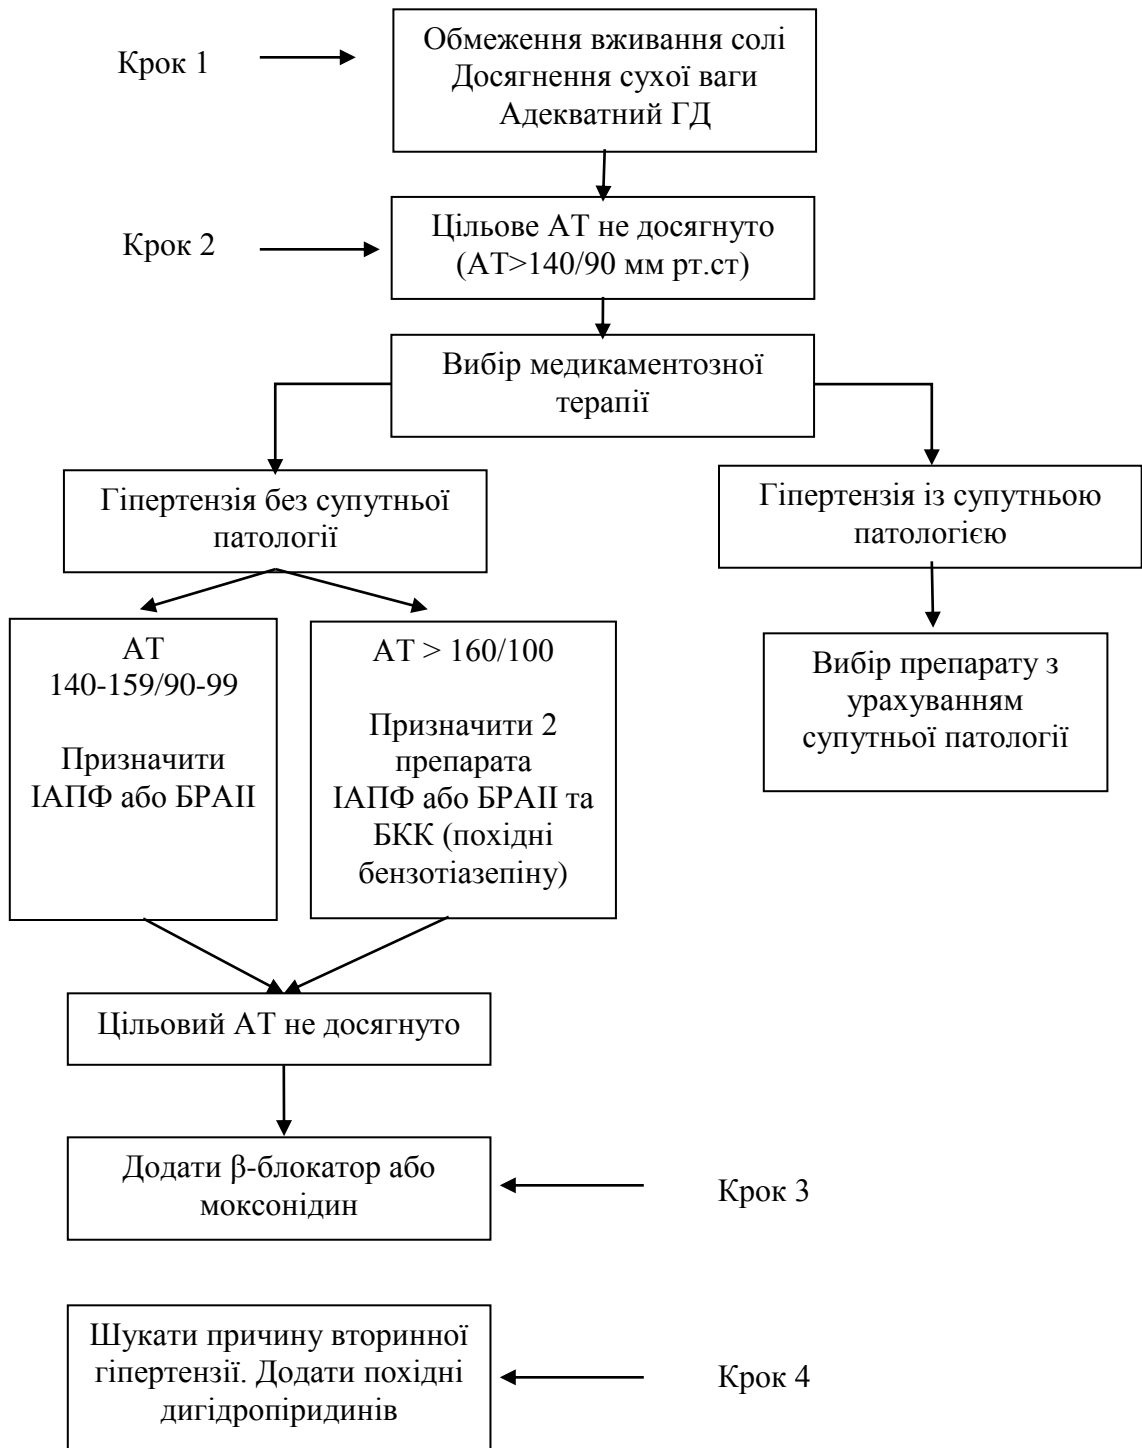 Крок 1
Обмеження вживання солі
Досягнення сухої ваги
Адекватний ГД
Крок 2
Цільове АТ не досягнуто
(АТ>140/90 мм рт.ст)
Вибір медикаментозної
терапії
Гіпертензія без супутньої
патології
Гіпертензія із супутньою
патологією
АТ
140-159/90-99
Призначити
ІАПФ або БРАІІ
АТ > 160/100
Призначити 2
препарата
ІАПФ або БРАІІ та
БКК (похідні
бензотіазепіну)
Вибір препарату з
урахуванням
супутньої патології
Цільовий АТ не досягнуто
Додати β-блокатор або
моксонідин
Крок 3
Шукати причину вторинної
гіпертензії. Додати похідні
дигідропіридинів
Крок 4